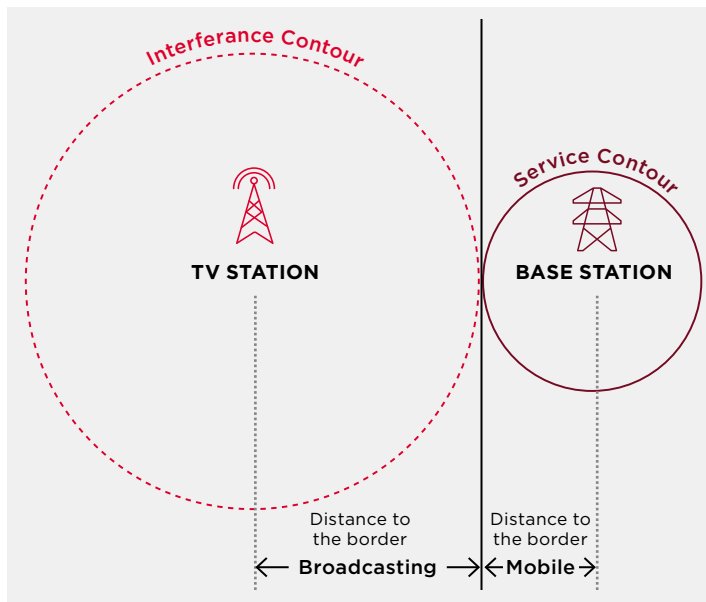 Interferance Contour
Service Contour
TV STATION
BASE STATION
Distance to
the border
Broadcasting
Distance to
the border
Mobile